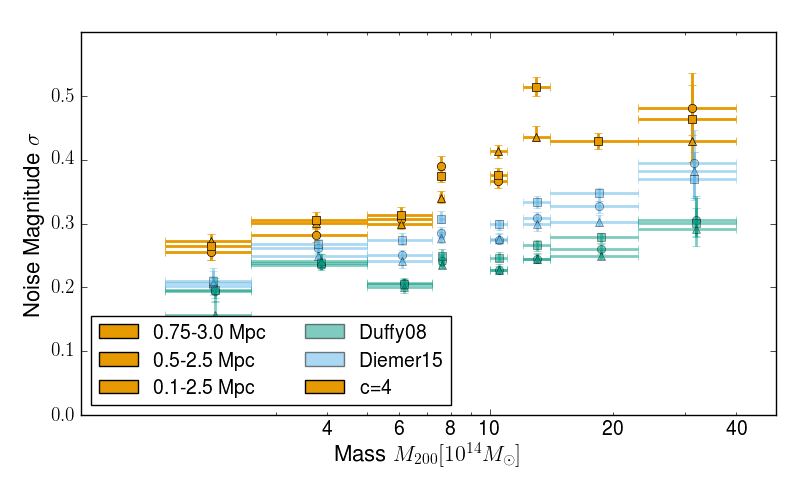 0.5
0.4
0.3
0.2
0.1
0.0
Noise Magnitude σ
0.75-3.0 Mpc Duffy08
0.5-2.5 Mpc Diemer15
0.1-2.5 Mpc c=4
4 6 8 10 20 40
Mass M₂₀₀[10¹⁴M⊙]